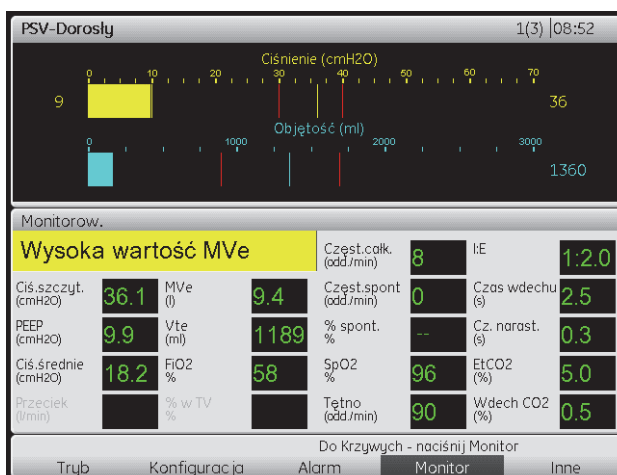 PSV-Dorosły 1(3) 08:52
Ciśnienie (cmH2O)
0 10 20 30 40 50 60 70
9 36
Objętość (ml)
0 1000 2000 3000
1360
Monitorow.
Wysoka wartość MVe
Częst.całk. (odd./min) 8 I:E 1:2.0
Ciś.szczyt. (cmH2O) 36.1 MVe (l) 9.4 Częst.spont (odd./min) 0 Czas wdechu (s) 2.5
PEEP (cmH2O) 9.9 Vte (ml) 1189 % spont. % -- Cz. narast. (s) 0.3
Ciś.średnie (cmH2O) 18.2 FiO2 % 58 SpO2 % 96 EtCO2 (%) 5.0
Przeciek (l/min) % w TV % Tętno (odd./min) 90 Wdech CO2 (%) 0.5
Do Krzywych - naciśnij Monitor
Tryb Konfiguracja Alarm Monitor Inne